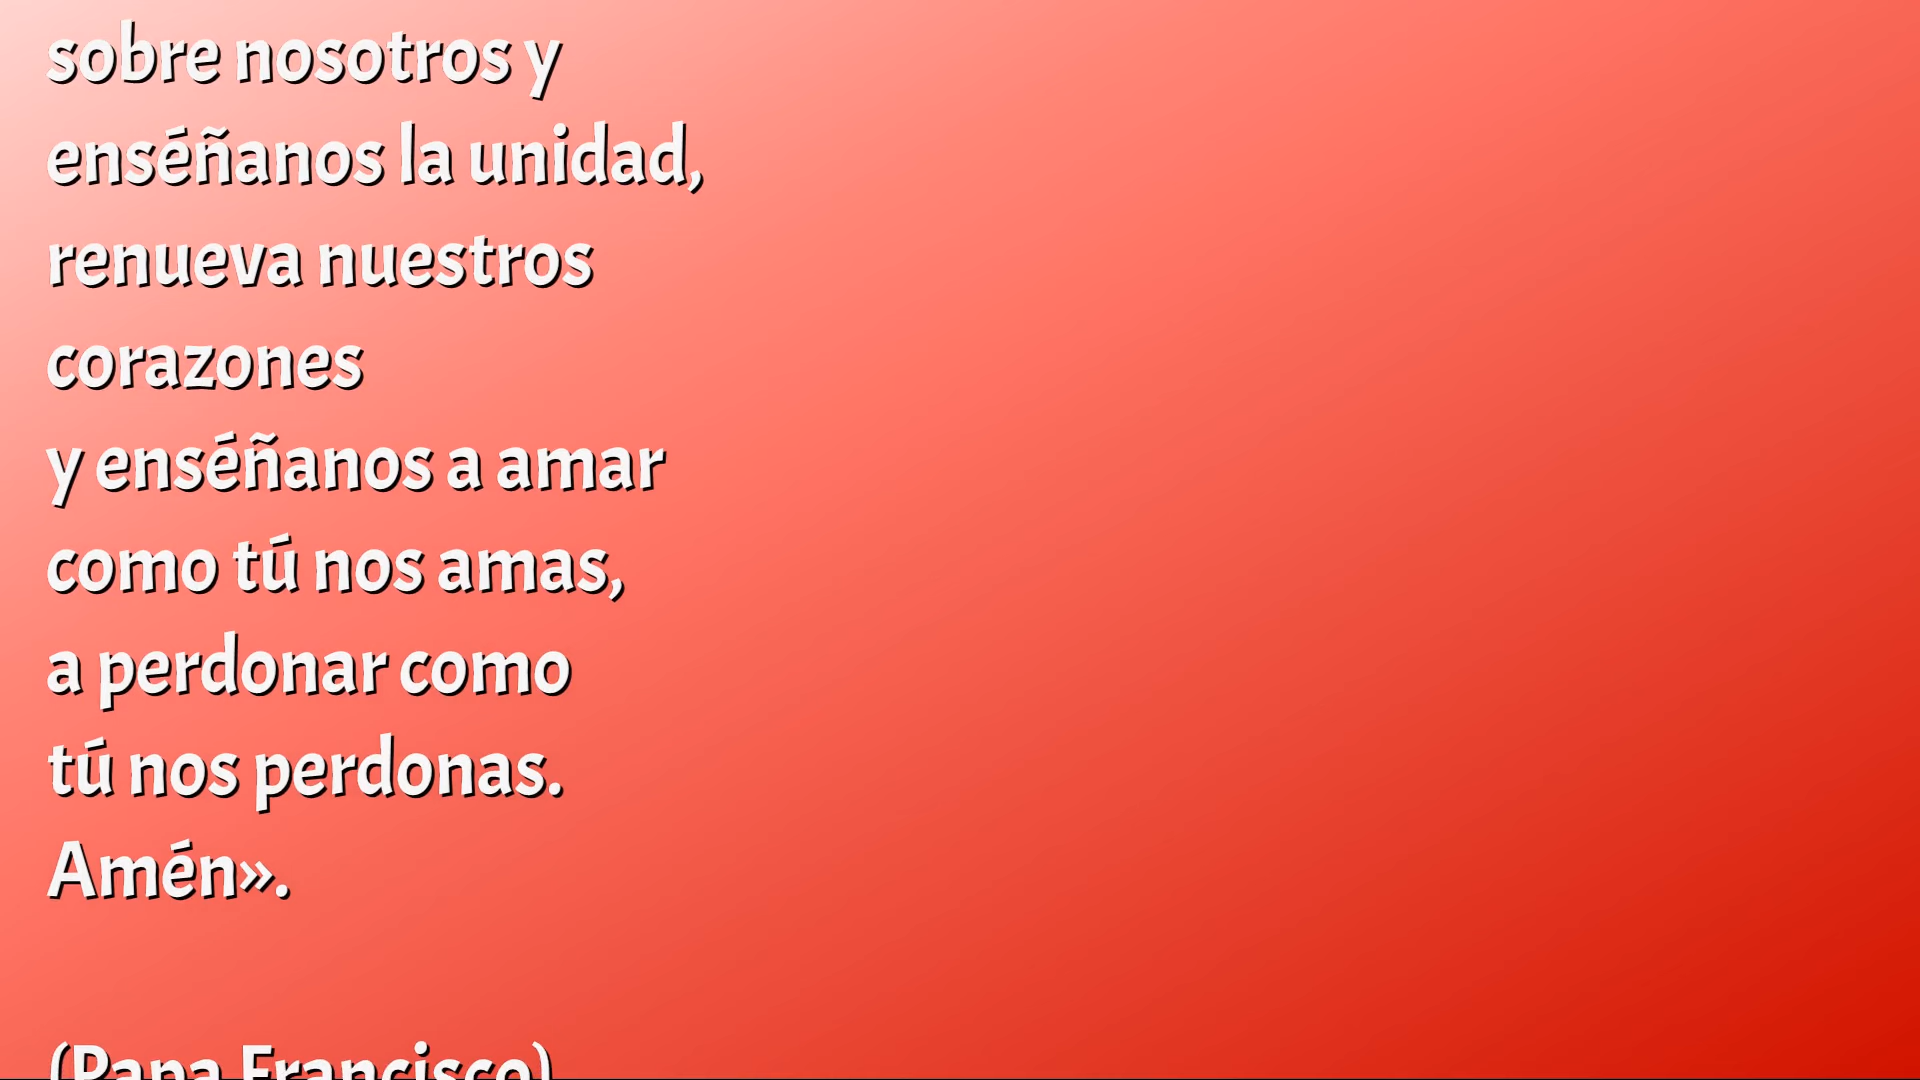 sobre nosotros y
enséñanos la unidad,
renueva nuestros
corazones
y enséñanos a amar
como tú nos amas,
a perdonar como
tú nos perdonas.
Amén».
(Papa Francisco)